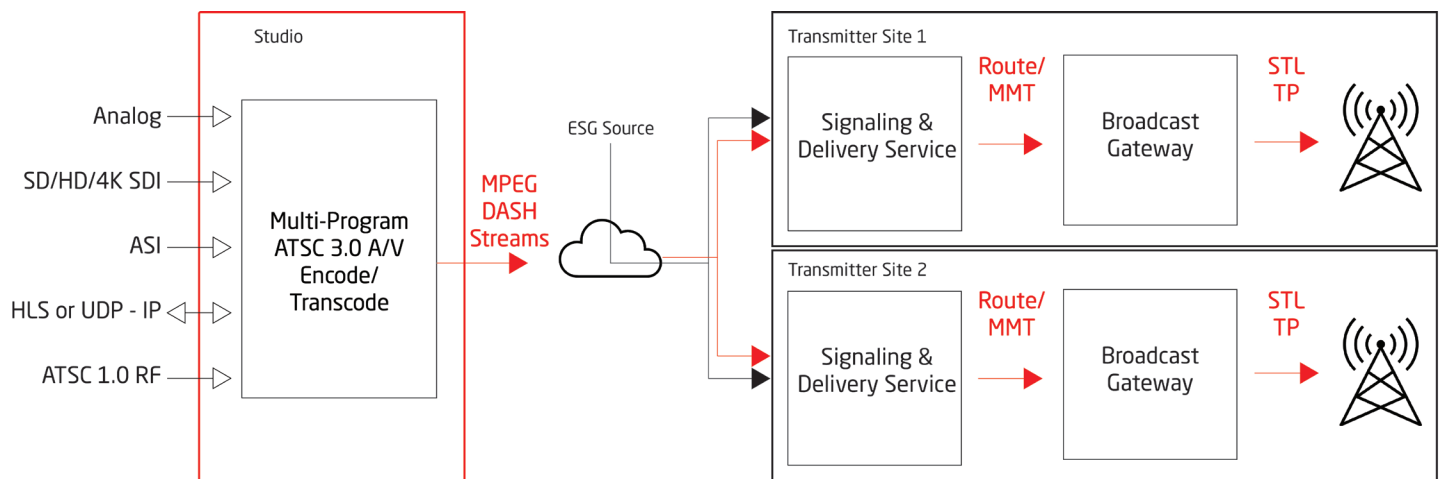 Studio
Analog
SD/HD/4K SDI
ASI
HLS or UDP - IP
ATSC 1.0 RF
Multi-Program
ATSC 3.0 A/V
Encode/
Transcode
MPEG
DASH
Streams
ESG Source
Transmitter Site 1
Signaling &
Delivery Service
Route/
MMT
Broadcast
Gateway
STL
TP
Transmitter Site 2
Signaling &
Delivery Service
Route/
MMT
Broadcast
Gateway
STL
TP